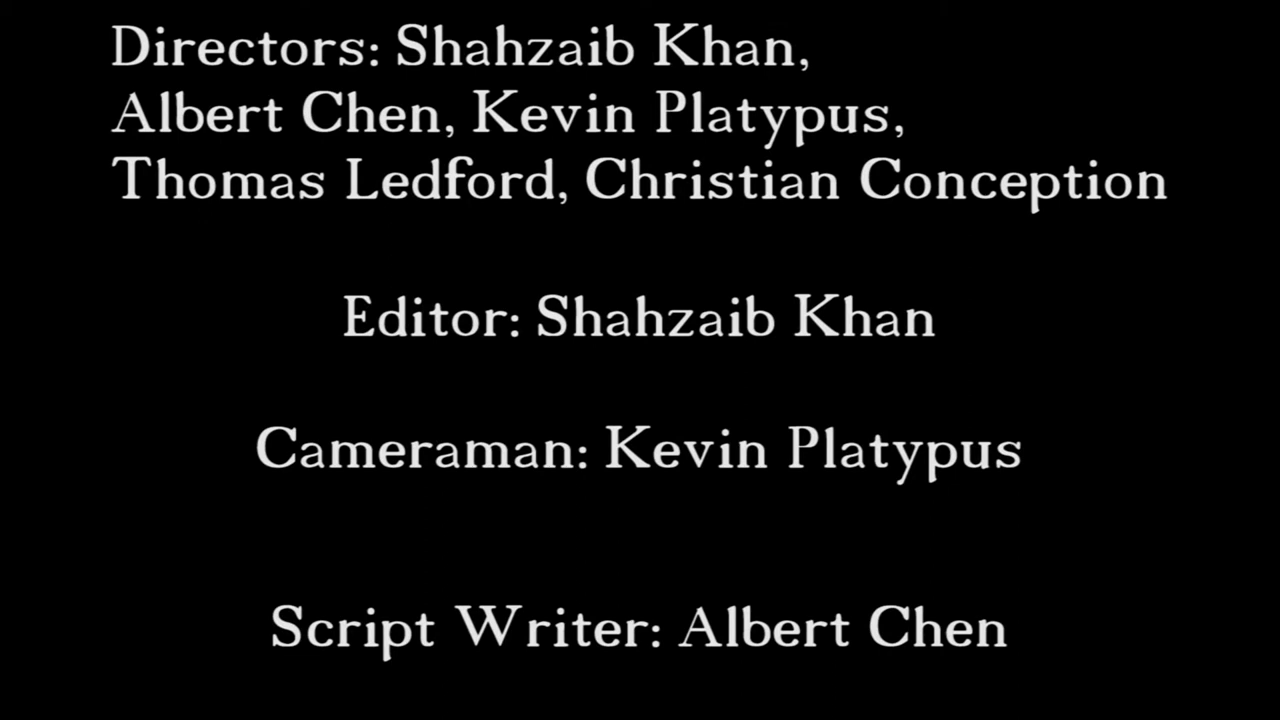 Directors: Shahzaib Khan,
Albert Chen, Kevin Platypus,
Thomas Ledford, Christian Conception
Editor: Shahzaib Khan
Cameraman: Kevin Platypus
Script Writer: Albert Chen